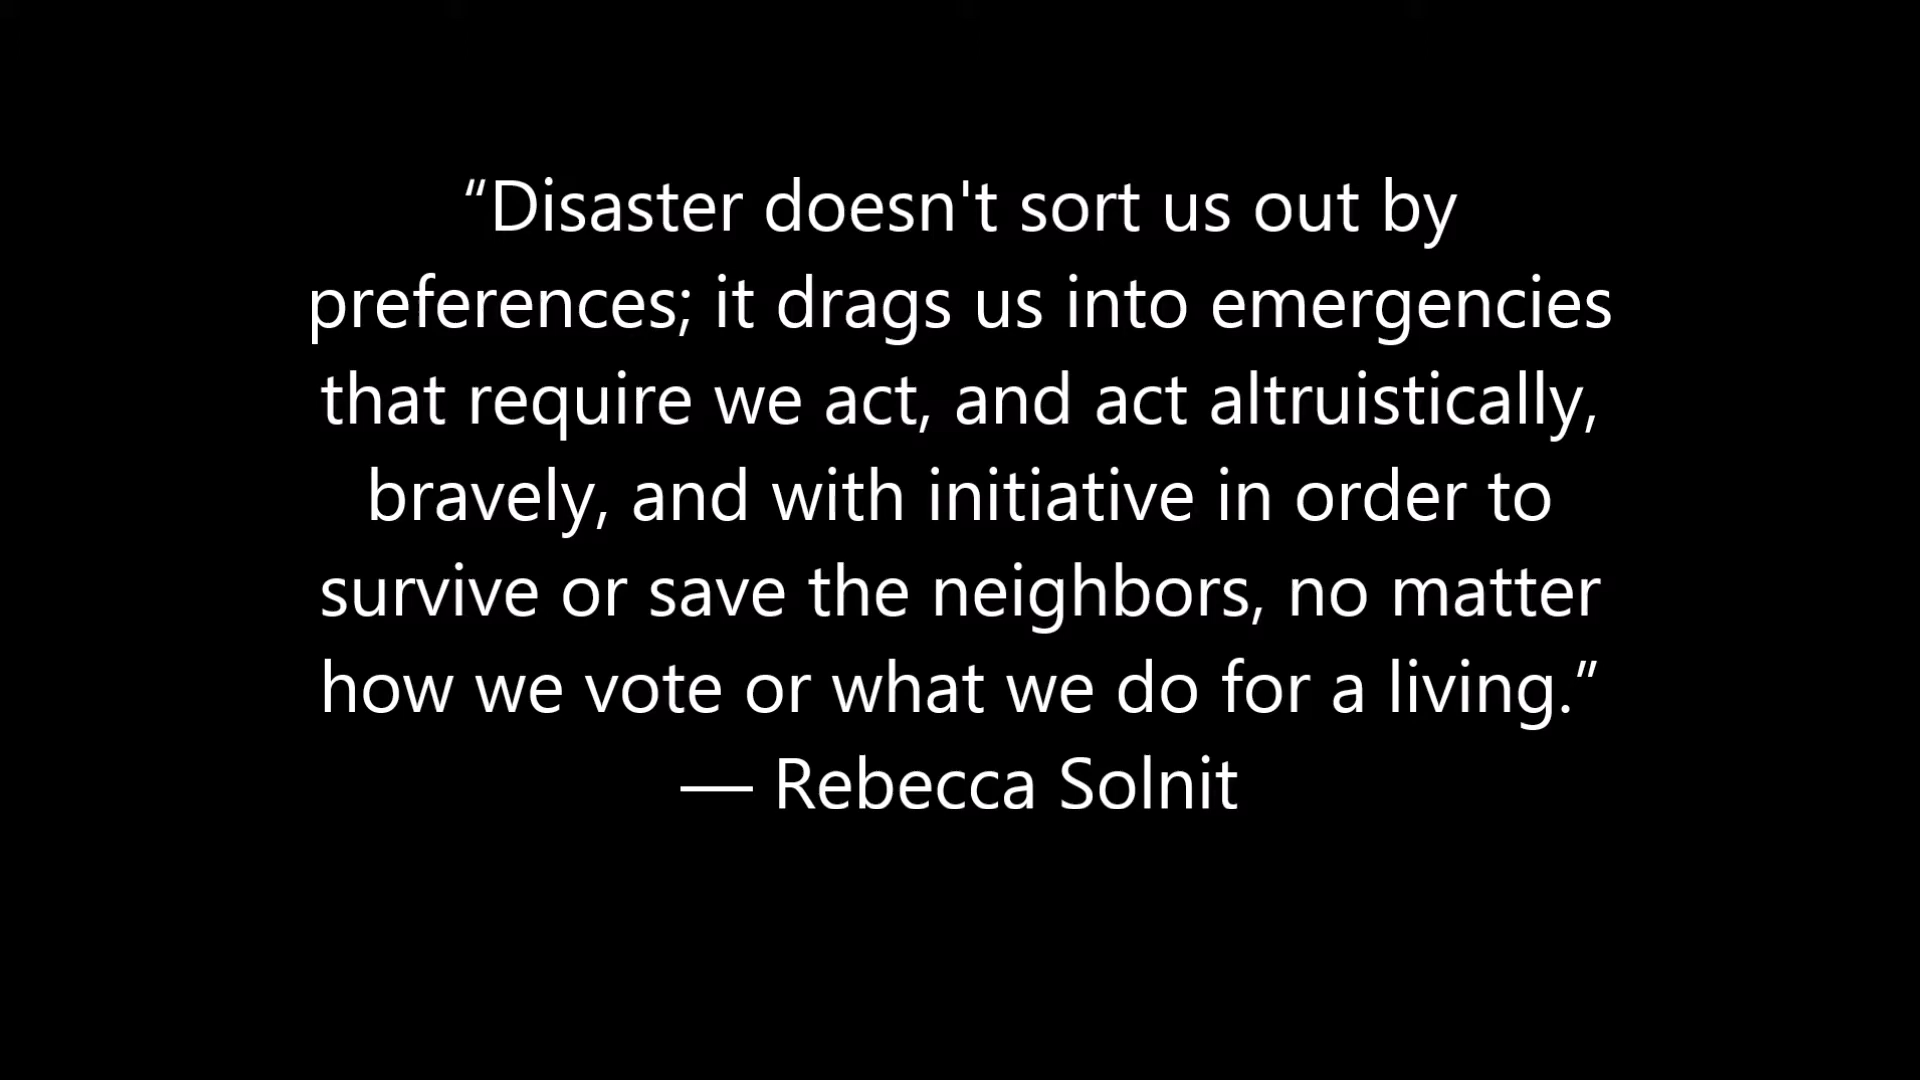 “Disaster doesn't sort us out by
preferences; it drags us into emergencies
that require we act, and act altruistically,
bravely, and with initiative in order to
survive or save the neighbors, no matter
how we vote or what we do for a living.”
— Rebecca Solnit